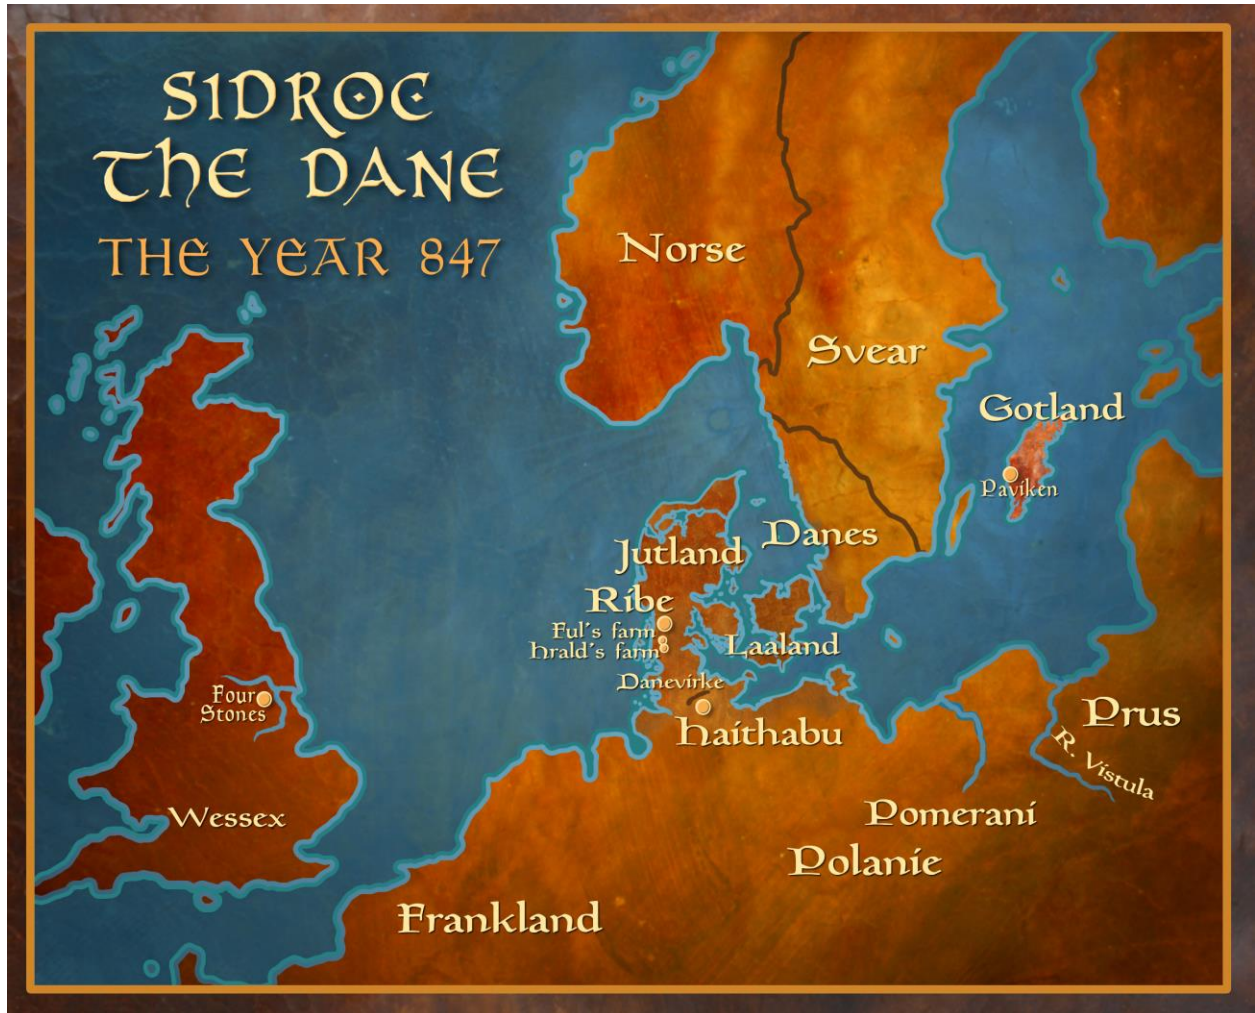 SIDROC
THE DANE
THE YEAR 847
Norse
Svear
Gotland
Paviken
Danes
Jutland
Ribe
Ful's farm
Hrald's farm
Laaland
Danevirke
Haithabu
Four
Stones
Wessex
Prus
R. Vistula
Pomerani
Polanie
Frankland